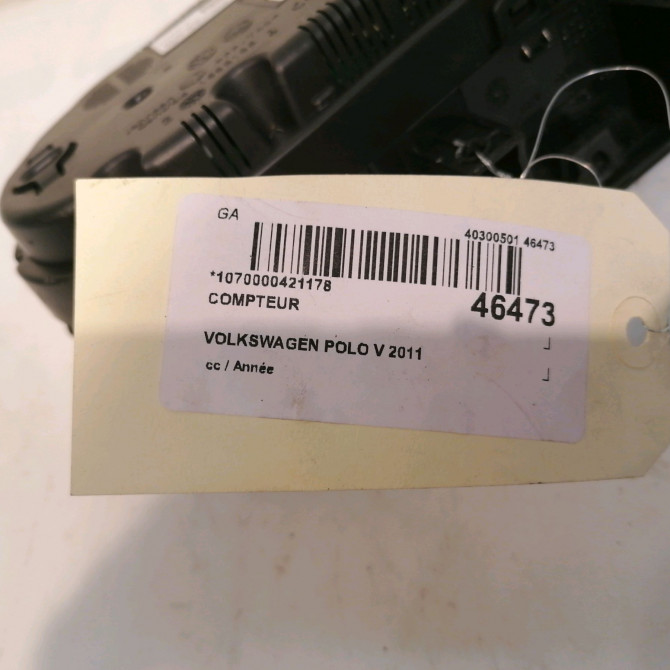 GA
40300501 46473
*1070000421178
COMPTEUR
46473
VOLKSWAGEN POLO V 2011
cc / Année